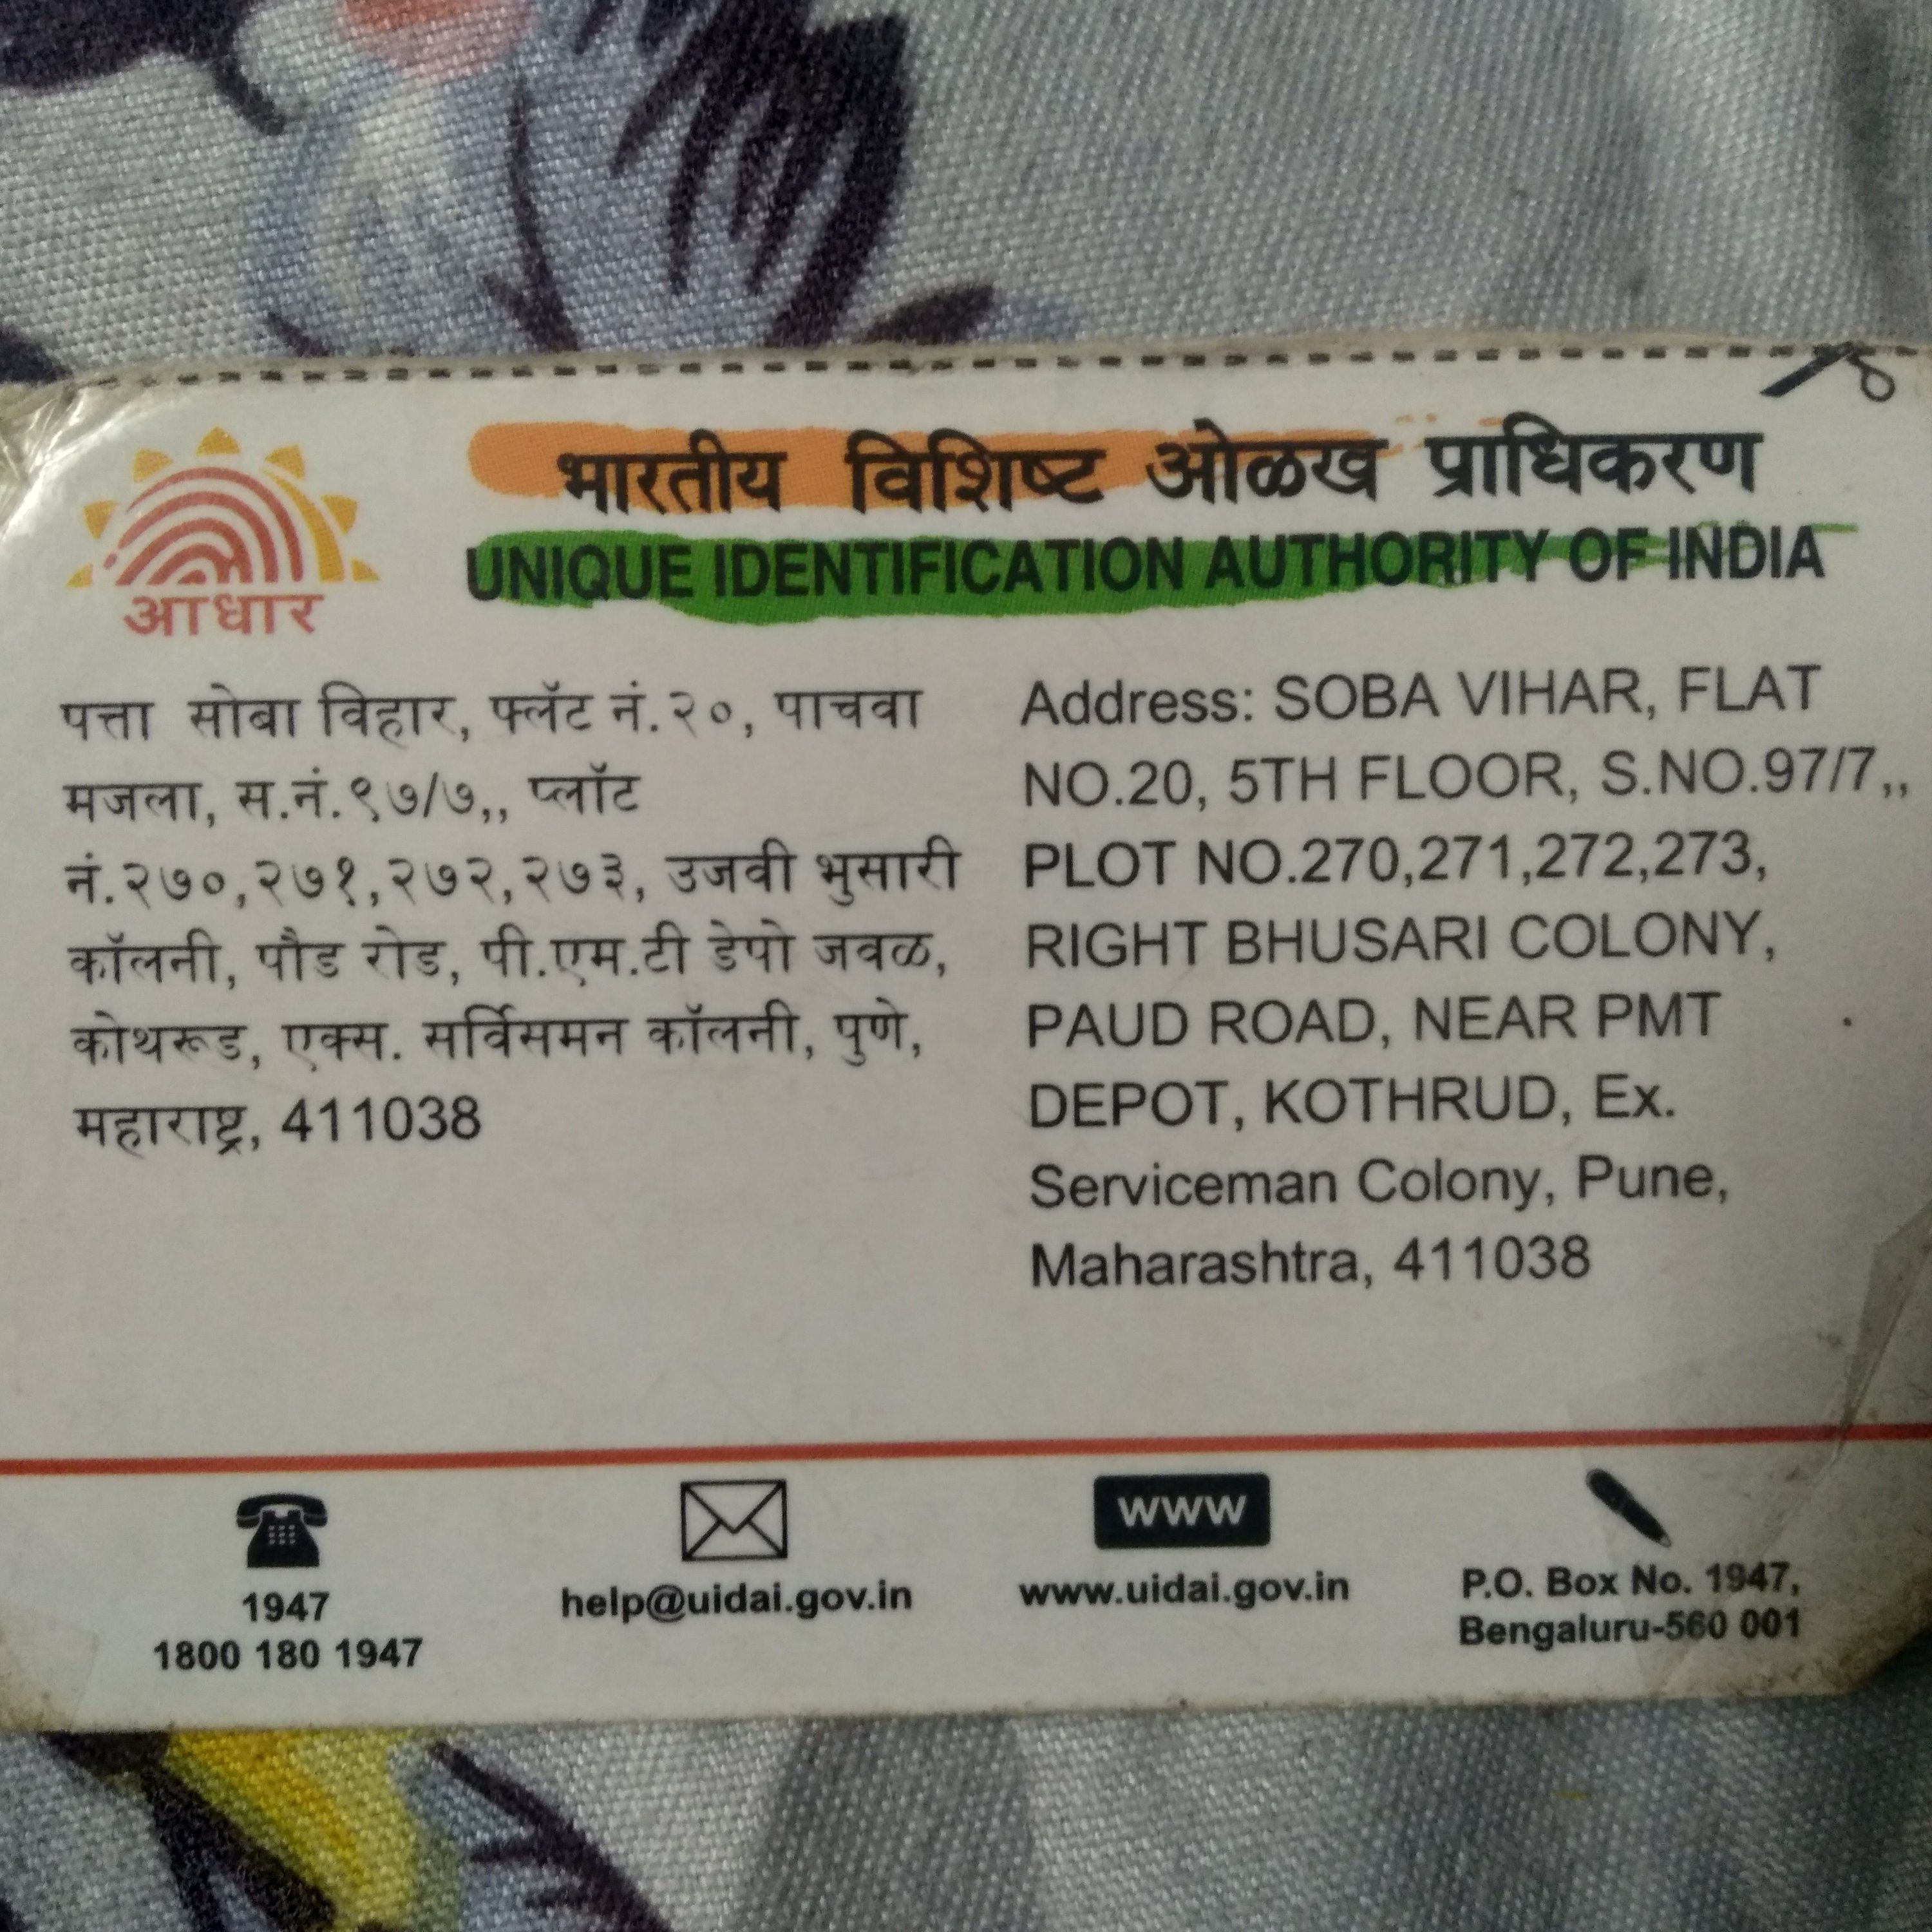 भारतीय विशिष्ट ओळख प्राधिकरण
UNIQUE IDENTIFICATION AUTHORITY OF INDIA
आधार
पत्ता सोबा विहार, फ्लॅट नं.२०, पाचवा
मजला, स.नं.९७/७,, प्लॉट
नं.२७०,२७१,२७२,२७३, उजवी भुसारी
कॉलनी, पौड रोड, पी.एम.टी डेपो जवळ,
कोथरूड, एक्स. सर्विसमन कॉलनी, पुणे,
महाराष्ट्र, 411038
Address: SOBA VIHAR, FLAT
NO.20, 5TH FLOOR, S.NO.97/7,,
PLOT NO.270,271,272,273,
RIGHT BHUSARI COLONY,
PAUD ROAD, NEAR PMT
DEPOT, KOTHRUD, Ex.
Serviceman Colony, Pune,
Maharashtra, 411038
1947
1800 180 1947
help@uidai.gov.in
www
www.uidai.gov.in
P.O. Box No. 1947,
Bengaluru-560 001